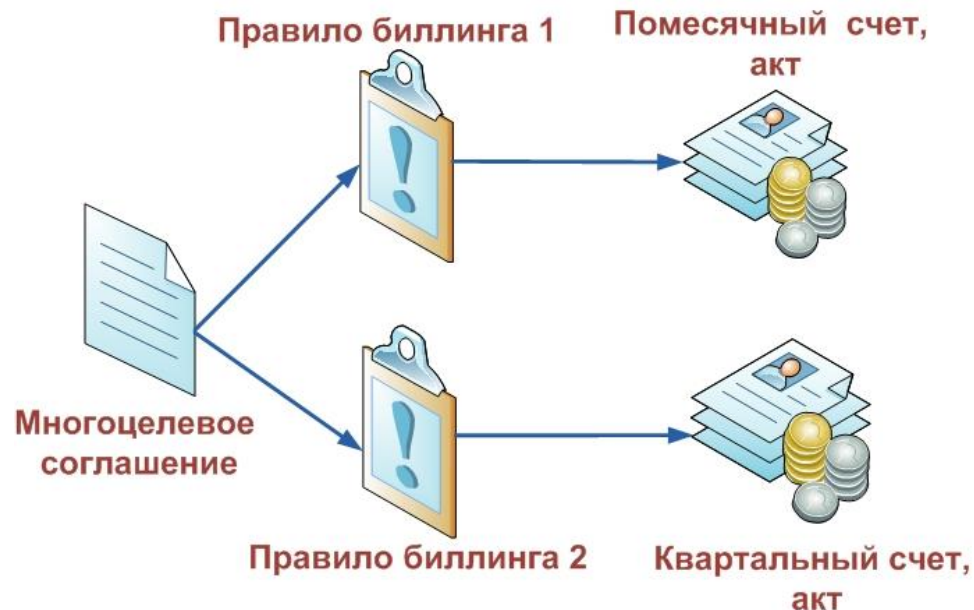 Правило биллинга 1
Помесячный счет,
акт
Многоцелевое
соглашение
Правило биллинга 2
Квартальный счет,
акт